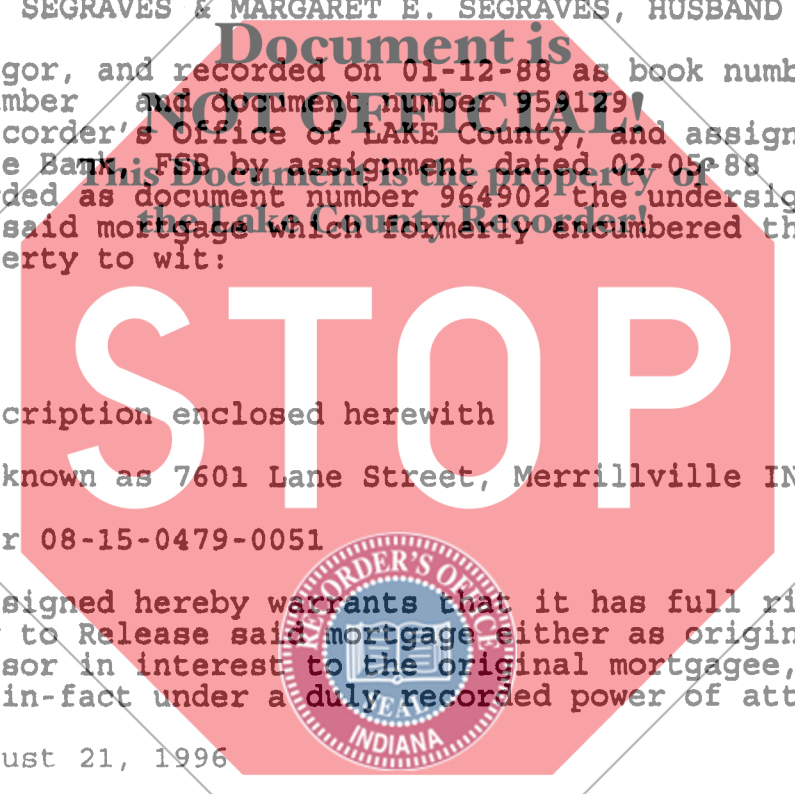 SEGRAVES & MARGARET E. SEGRAVES, HUSBAND
Document is
gor, and recorded on 01-12-88 as book numb
NOT OFFICIAL!
mber and document number 959129
corder's Office of LAKE County, and assign
e Bank, FSB by assignment dated 02-05-88
This Document is the property of
ded as document number 964902 the undersig
the Lake County Recorder!
said mortgage which formerly encumbered th
erty to wit:
STOP
cription enclosed herewith
known as 7601 Lane Street, Merrillville IN
r 08-15-0479-0051
RECORDER'S OFFICE
SEAL
INDIANA
signed hereby warrants that it has full ri
to Release said mortgage either as origin
sor in interest to the original mortgagee,
in-fact under a duly recorded power of att
ust 21, 1996